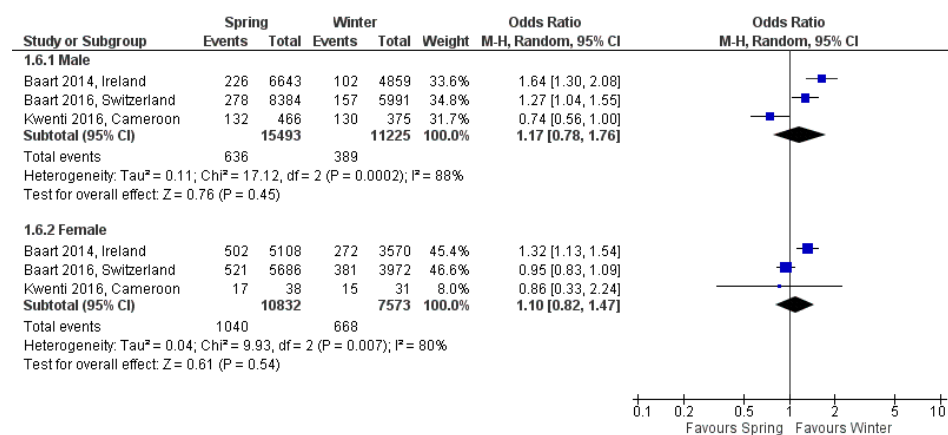 Spring Winter Odds Ratio Odds Ratio
Study or Subgroup Events Total Events Total Weight M-H, Random, 95% CI M-H, Random, 95% CI
1.6.1 Male
Baart 2014, Ireland 226 6643 102 4859 33.6% 1.64 [1.30, 2.08]
Baart 2016, Switzerland 278 8384 157 5991 34.8% 1.27 [1.04, 1.55]
Kwenti 2016, Cameroon 132 466 130 375 31.7% 0.74 [0.56, 1.00]
Subtotal (95% CI) 15493 11225 100.0% 1.17 [0.78, 1.76]
Total events 636 389
Heterogeneity: Tau² = 0.11; Chi² = 17.12, df = 2 (P = 0.0002); I² = 88%
Test for overall effect: Z = 0.76 (P = 0.45)
1.6.2 Female
Baart 2014, Ireland 502 5108 272 3570 45.4% 1.32 [1.13, 1.54]
Baart 2016, Switzerland 521 5686 381 3972 46.6% 0.95 [0.83, 1.09]
Kwenti 2016, Cameroon 17 38 15 31 8.0% 0.86 [0.33, 2.24]
Subtotal (95% CI) 10832 7573 100.0% 1.10 [0.82, 1.47]
Total events 1040 668
Heterogeneity: Tau² = 0.04; Chi² = 9.93, df = 2 (P = 0.007); I² = 80%
Test for overall effect: Z = 0.61 (P = 0.54)
0.1 0.2 0.5 1 2 5 10
Favours Spring Favours Winter